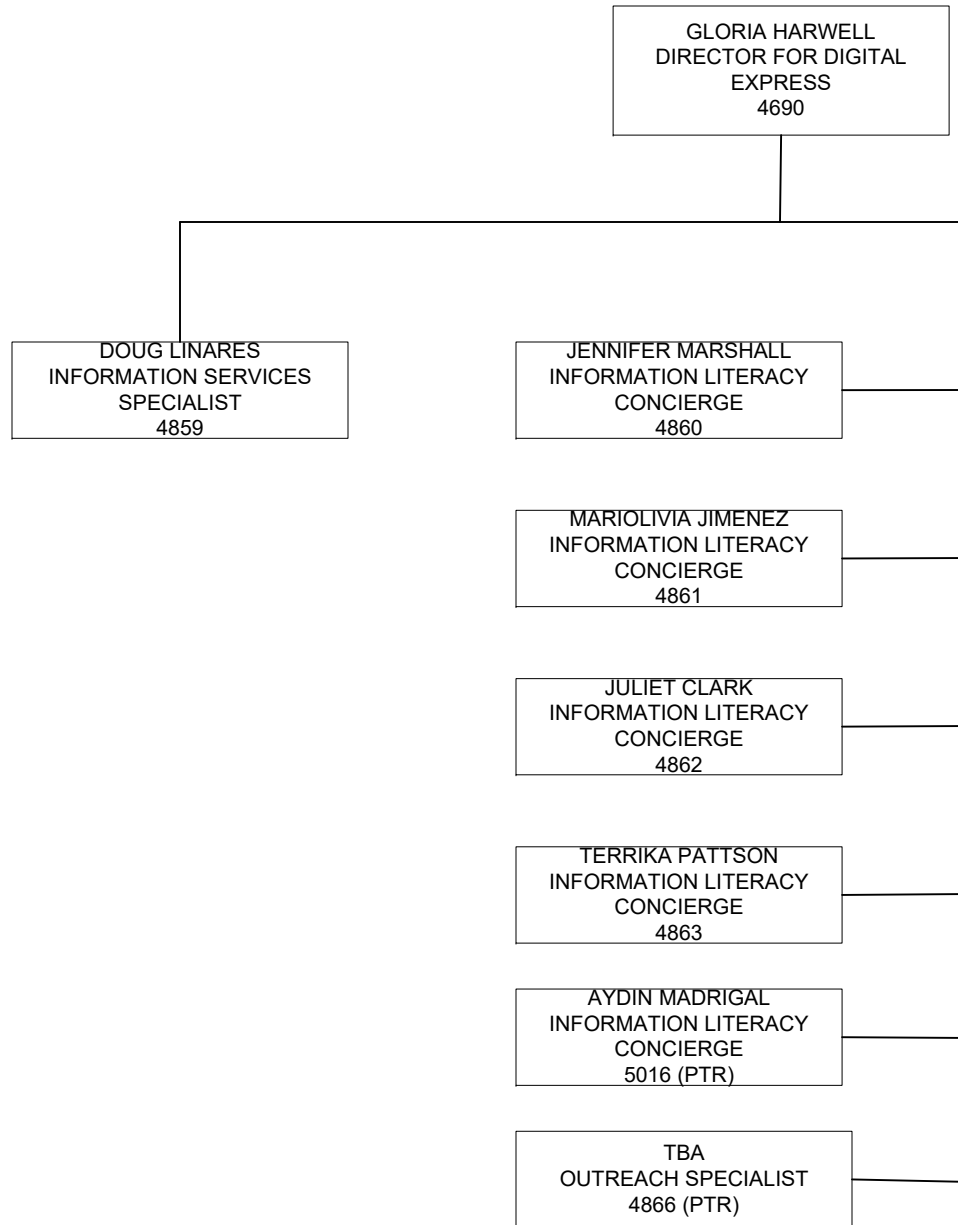 GLORIA HARWELL
DIRECTOR FOR DIGITAL
EXPRESS
4690
DOUG LINARES
INFORMATION SERVICES
SPECIALIST
4859
JENNIFER MARSHALL
INFORMATION LITERACY
CONCIERGE
4860
MARIOLIVIA JIMENEZ
INFORMATION LITERACY
CONCIERGE
4861
JULIET CLARK
INFORMATION LITERACY
CONCIERGE
4862
TERRIKA PATTSON
INFORMATION LITERACY
CONCIERGE
4863
AYDIN MADRIGAL
INFORMATION LITERACY
CONCIERGE
5016 (PTR)
TBA
OUTREACH SPECIALIST
4866 (PTR)